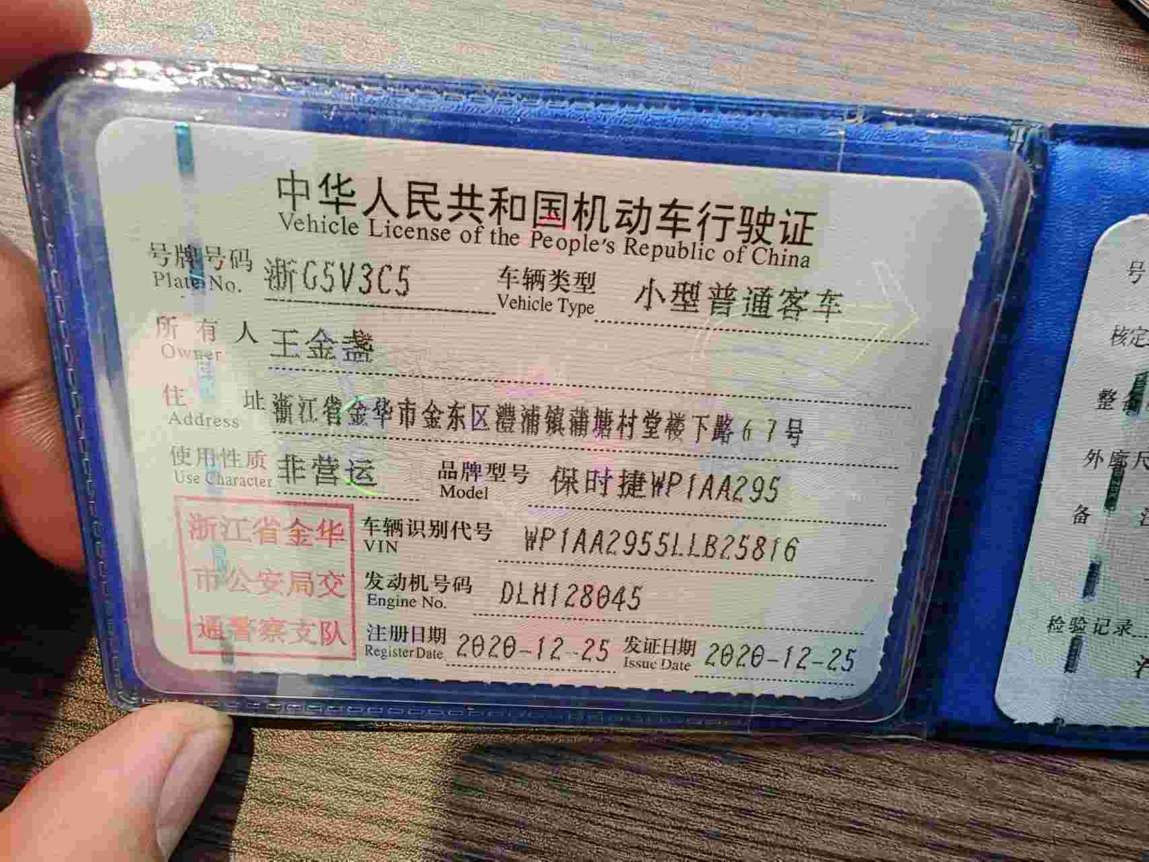 中华人民共和国机动车行驶证
Vehicle License of the People's Republic of China
号牌号码 浙G5V3C5 车辆类型 小型普通客车
Plate No. Vehicle Type
所有人 王金盏
Owner
住址 浙江省金华市金东区澧浦镇蒲塘村堂楼下路67号
Address
使用性质 非营运 品牌型号 保时捷WP1AA295
Use Character Model
浙江省金华
市公安局交
通警察支队
车辆识别代号 WP1AA2955LLB25816
VIN
发动机号码 DLH128045
Engine No.
注册日期 2020-12-25 发证日期 2020-12-25
Register Date Issue Date
号
核定
整备
外廓尺
备
检验记录